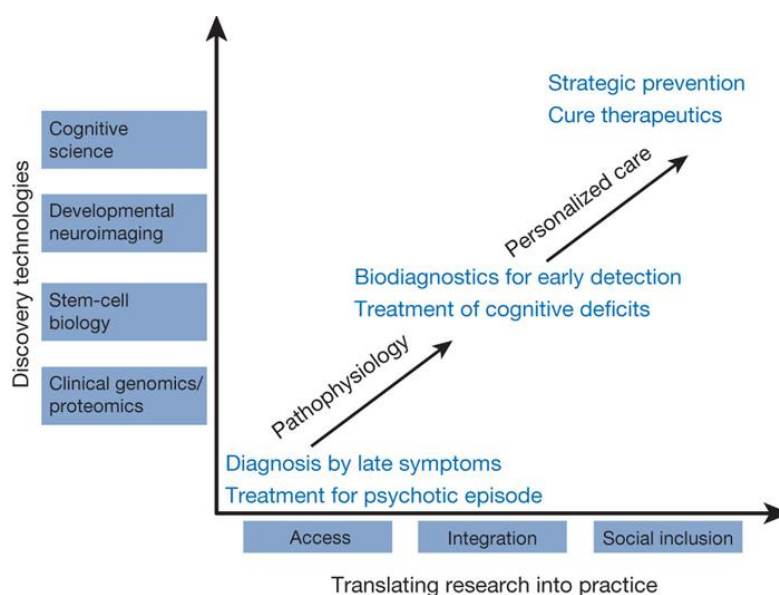 Strategic prevention
Cure therapeutics
Personalized care
Biodiagnostics for early detection
Treatment of cognitive deficits
Pathophysiology
Diagnosis by late symptoms
Treatment for psychotic episode
Discovery technologies
Cognitive
science
Developmental
neuroimaging
Stem-cell
biology
Clinical genomics/
proteomics
Access
Integration
Social inclusion
Translating research into practice